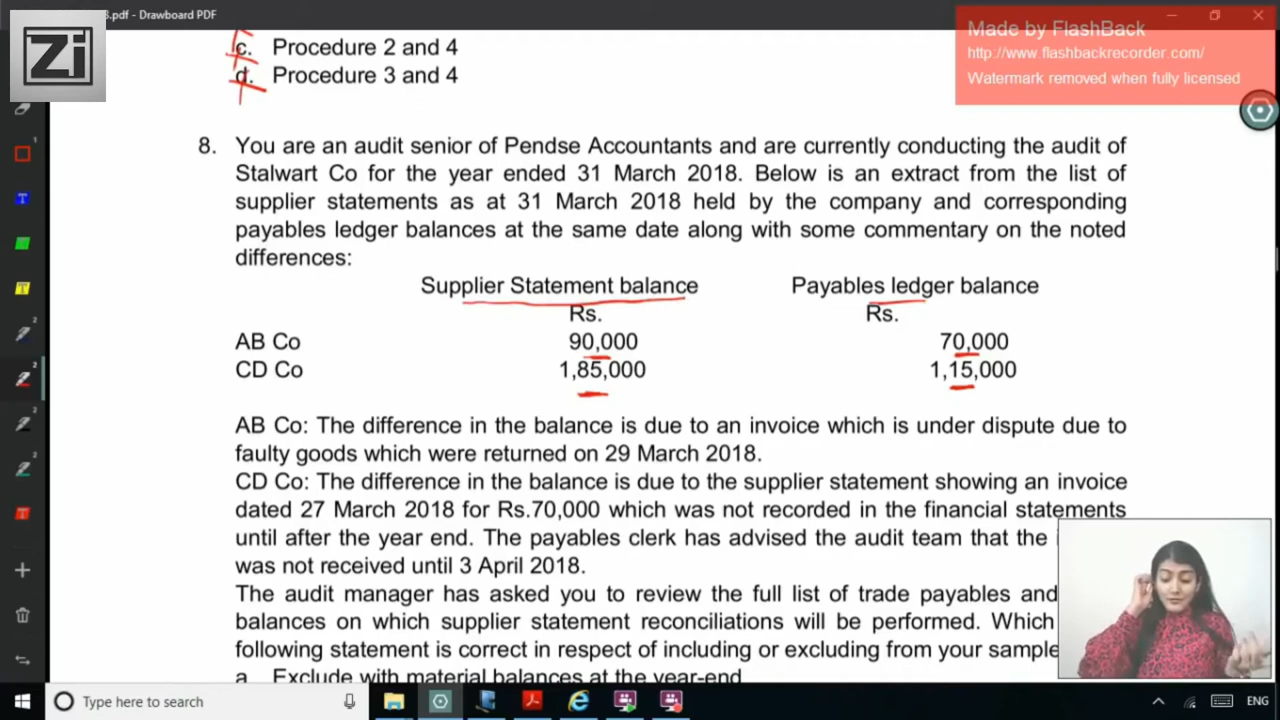 .pdf - Drawboard PDF
Made by FlashBack
http://www.flashbackrecorder.com/
Watermark removed when fully licensed
Zi
c. Procedure 2 and 4
d. Procedure 3 and 4
8. You are an audit senior of Pendse Accountants and are currently conducting the audit of
Stalwart Co for the year ended 31 March 2018. Below is an extract from the list of
supplier statements as at 31 March 2018 held by the company and corresponding
payables ledger balances at the same date along with some commentary on the noted
differences:
Supplier Statement balance Payables ledger balance
Rs. Rs.
AB Co 90,000 70,000
CD Co 1,85,000 1,15,000
AB Co: The difference in the balance is due to an invoice which is under dispute due to
faulty goods which were returned on 29 March 2018.
CD Co: The difference in the balance is due to the supplier statement showing an invoice
dated 27 March 2018 for Rs.70,000 which was not recorded in the financial statements
until after the year end. The payables clerk has advised the audit team that the
was not received until 3 April 2018.
The audit manager has asked you to review the full list of trade payables and
balances on which supplier statement reconciliations will be performed. Which
following statement is correct in respect of including or excluding from your sample
a Exclude with material balances at the year-end
Type here to search
ENG